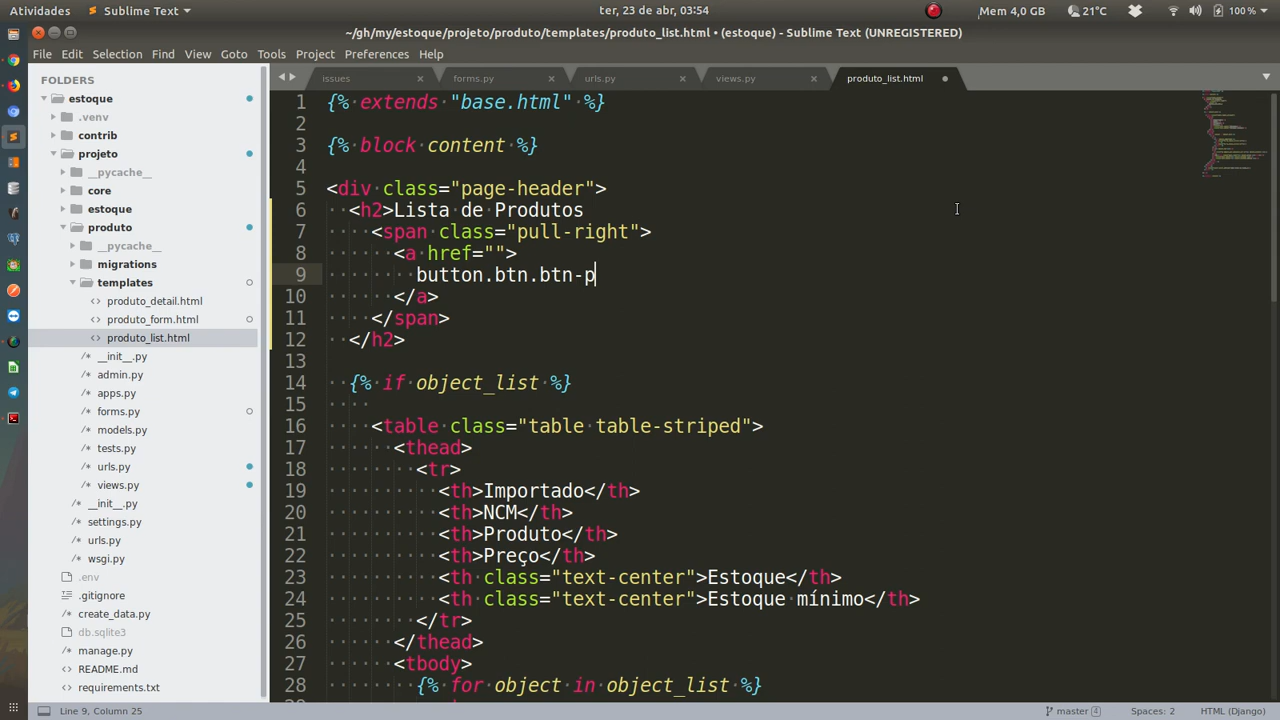 Atividades Sublime Text ter, 23 de abr, 03:54 Mem 4,0 GB 21°C 100%
~/gh/my/estoque/projeto/produto/templates/produto_list.html • (estoque) - Sublime Text (UNREGISTERED)
File Edit Selection Find View Goto Tools Project Preferences Help
FOLDERS
estoque
.venv
contrib
projeto
__pycache__
core
estoque
produto
__pycache__
migrations
templates
produto_detail.html
produto_form.html
produto_list.html
__init__.py
admin.py
apps.py
forms.py
models.py
tests.py
urls.py
views.py
__init__.py
settings.py
urls.py
wsgi.py
.env
.gitignore
create_data.py
db.sqlite3
manage.py
README.md
requirements.txt
issues forms.py urls.py views.py produto_list.html
1 {% extends "base.html" %}
2
3 {% block content %}
4
5 <div class="page-header">
6 <h2>Lista de Produtos
7 <span class="pull-right">
8 <a href="">
9 button.btn.btn-p
10 </a>
11 </span>
12 </h2>
13
14 {% if object_list %}
15
16 <table class="table table-striped">
17 <thead>
18 <tr>
19 <th>Importado</th>
20 <th>NCM</th>
21 <th>Produto</th>
22 <th>Preço</th>
23 <th class="text-center">Estoque</th>
24 <th class="text-center">Estoque mínimo</th>
25 </tr>
26 </thead>
27 <tbody>
28 {% for object in object_list %}
Line 9, Column 25 master 4 Spaces: 2 HTML (Django)